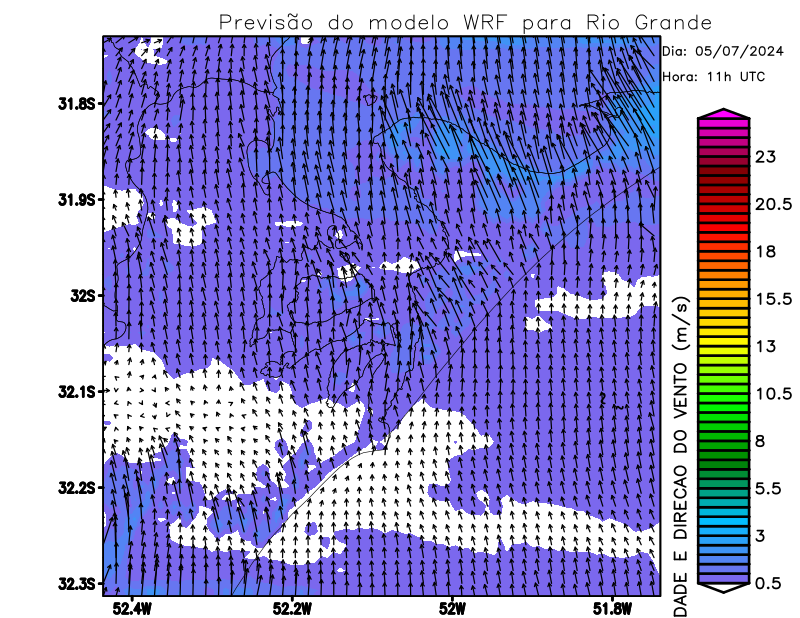 Previsão do modelo WRF para Rio Grande
Dia: 05/07/2024
Hora: 11h UTC
31.8S
31.9S
32S
32.1S
32.2S
32.3S
52.4W
52.2W
52W
51.8W
23
20.5
18
15.5
13
10.5
8
5.5
3
0.5
DADE E DIRECAO DO VENTO (m/s)